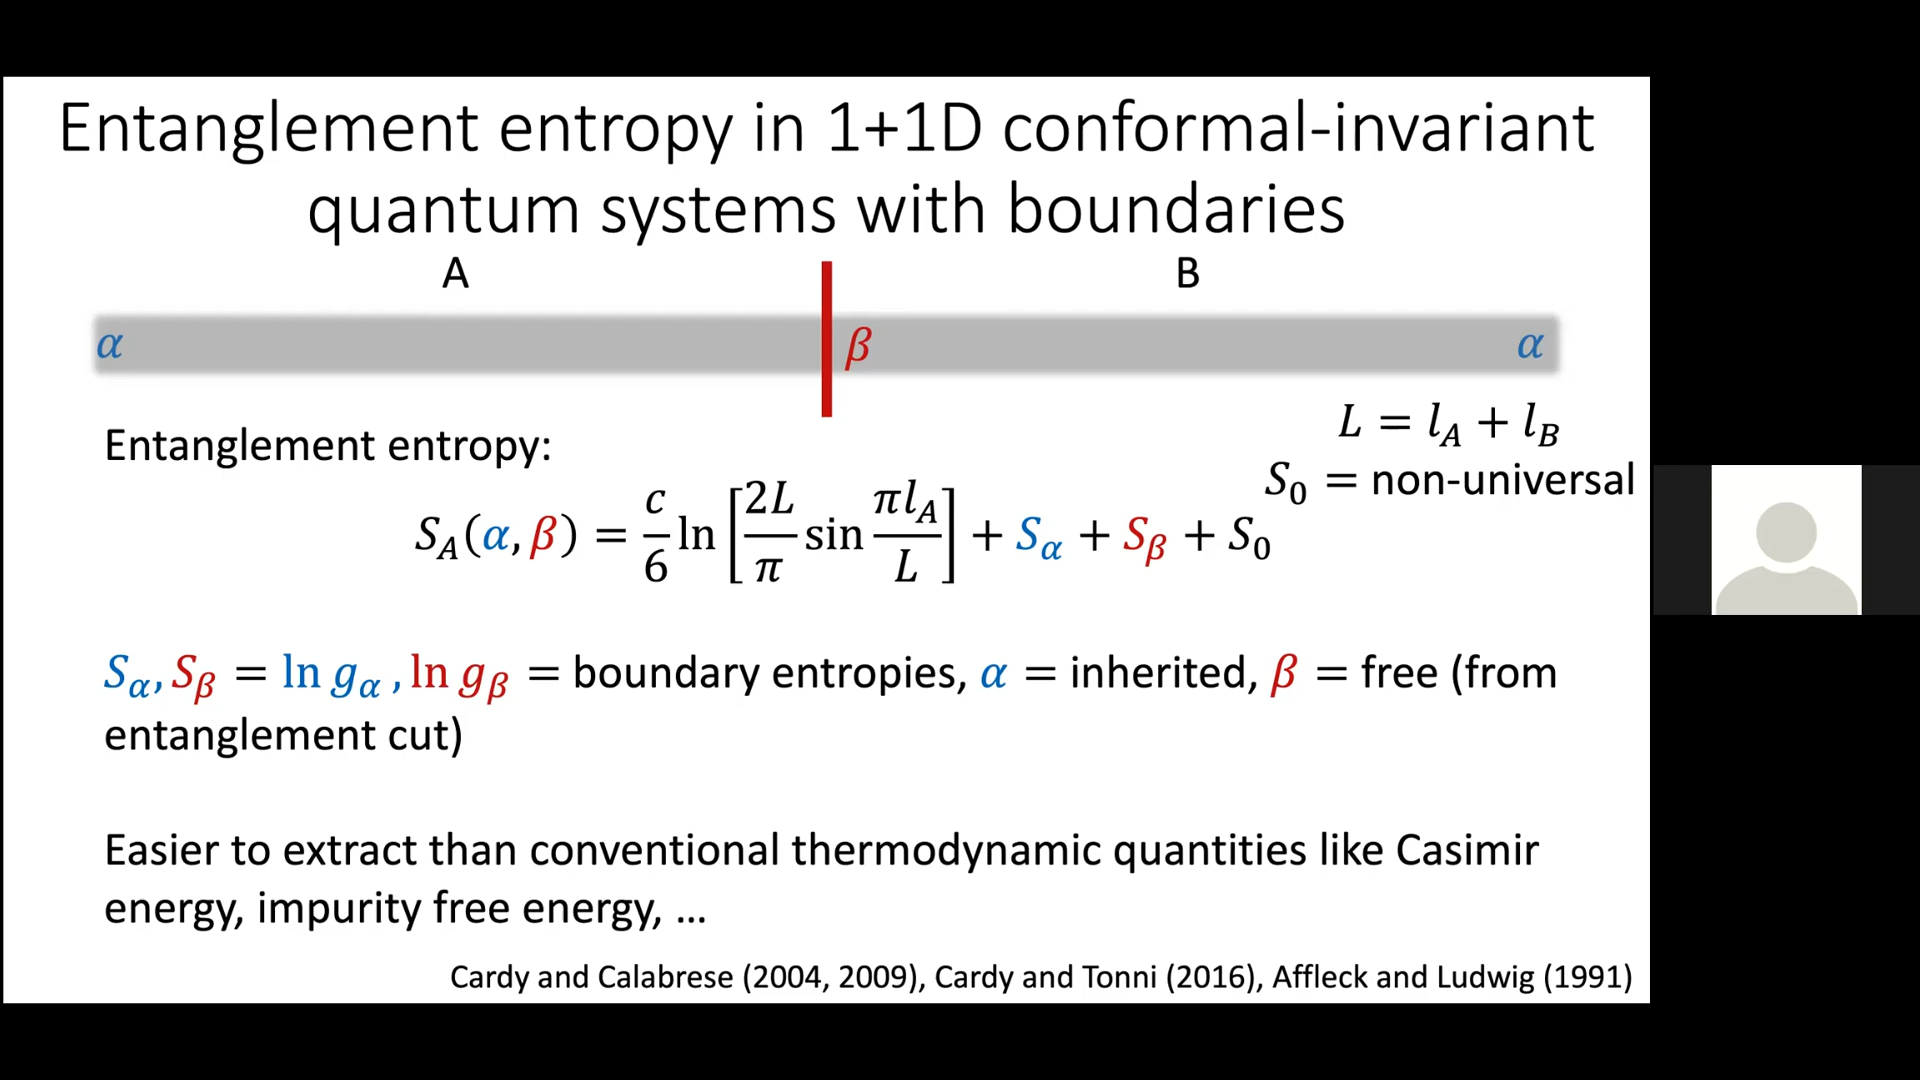 Entanglement entropy in 1+1D conformal-invariant
quantum systems with boundaries
A B
α β α
L = l_A + l_B
Entanglement entropy:
S_0 = non-universal
S_A(α, β) = c/6 ln [2L/π sin πl_A/L] + S_α + S_β + S_0
S_α, S_β = ln g_α , ln g_β = boundary entropies, α = inherited, β = free (from
entanglement cut)
Easier to extract than conventional thermodynamic quantities like Casimir
energy, impurity free energy, ...
Cardy and Calabrese (2004, 2009), Cardy and Tonni (2016), Affleck and Ludwig (1991)